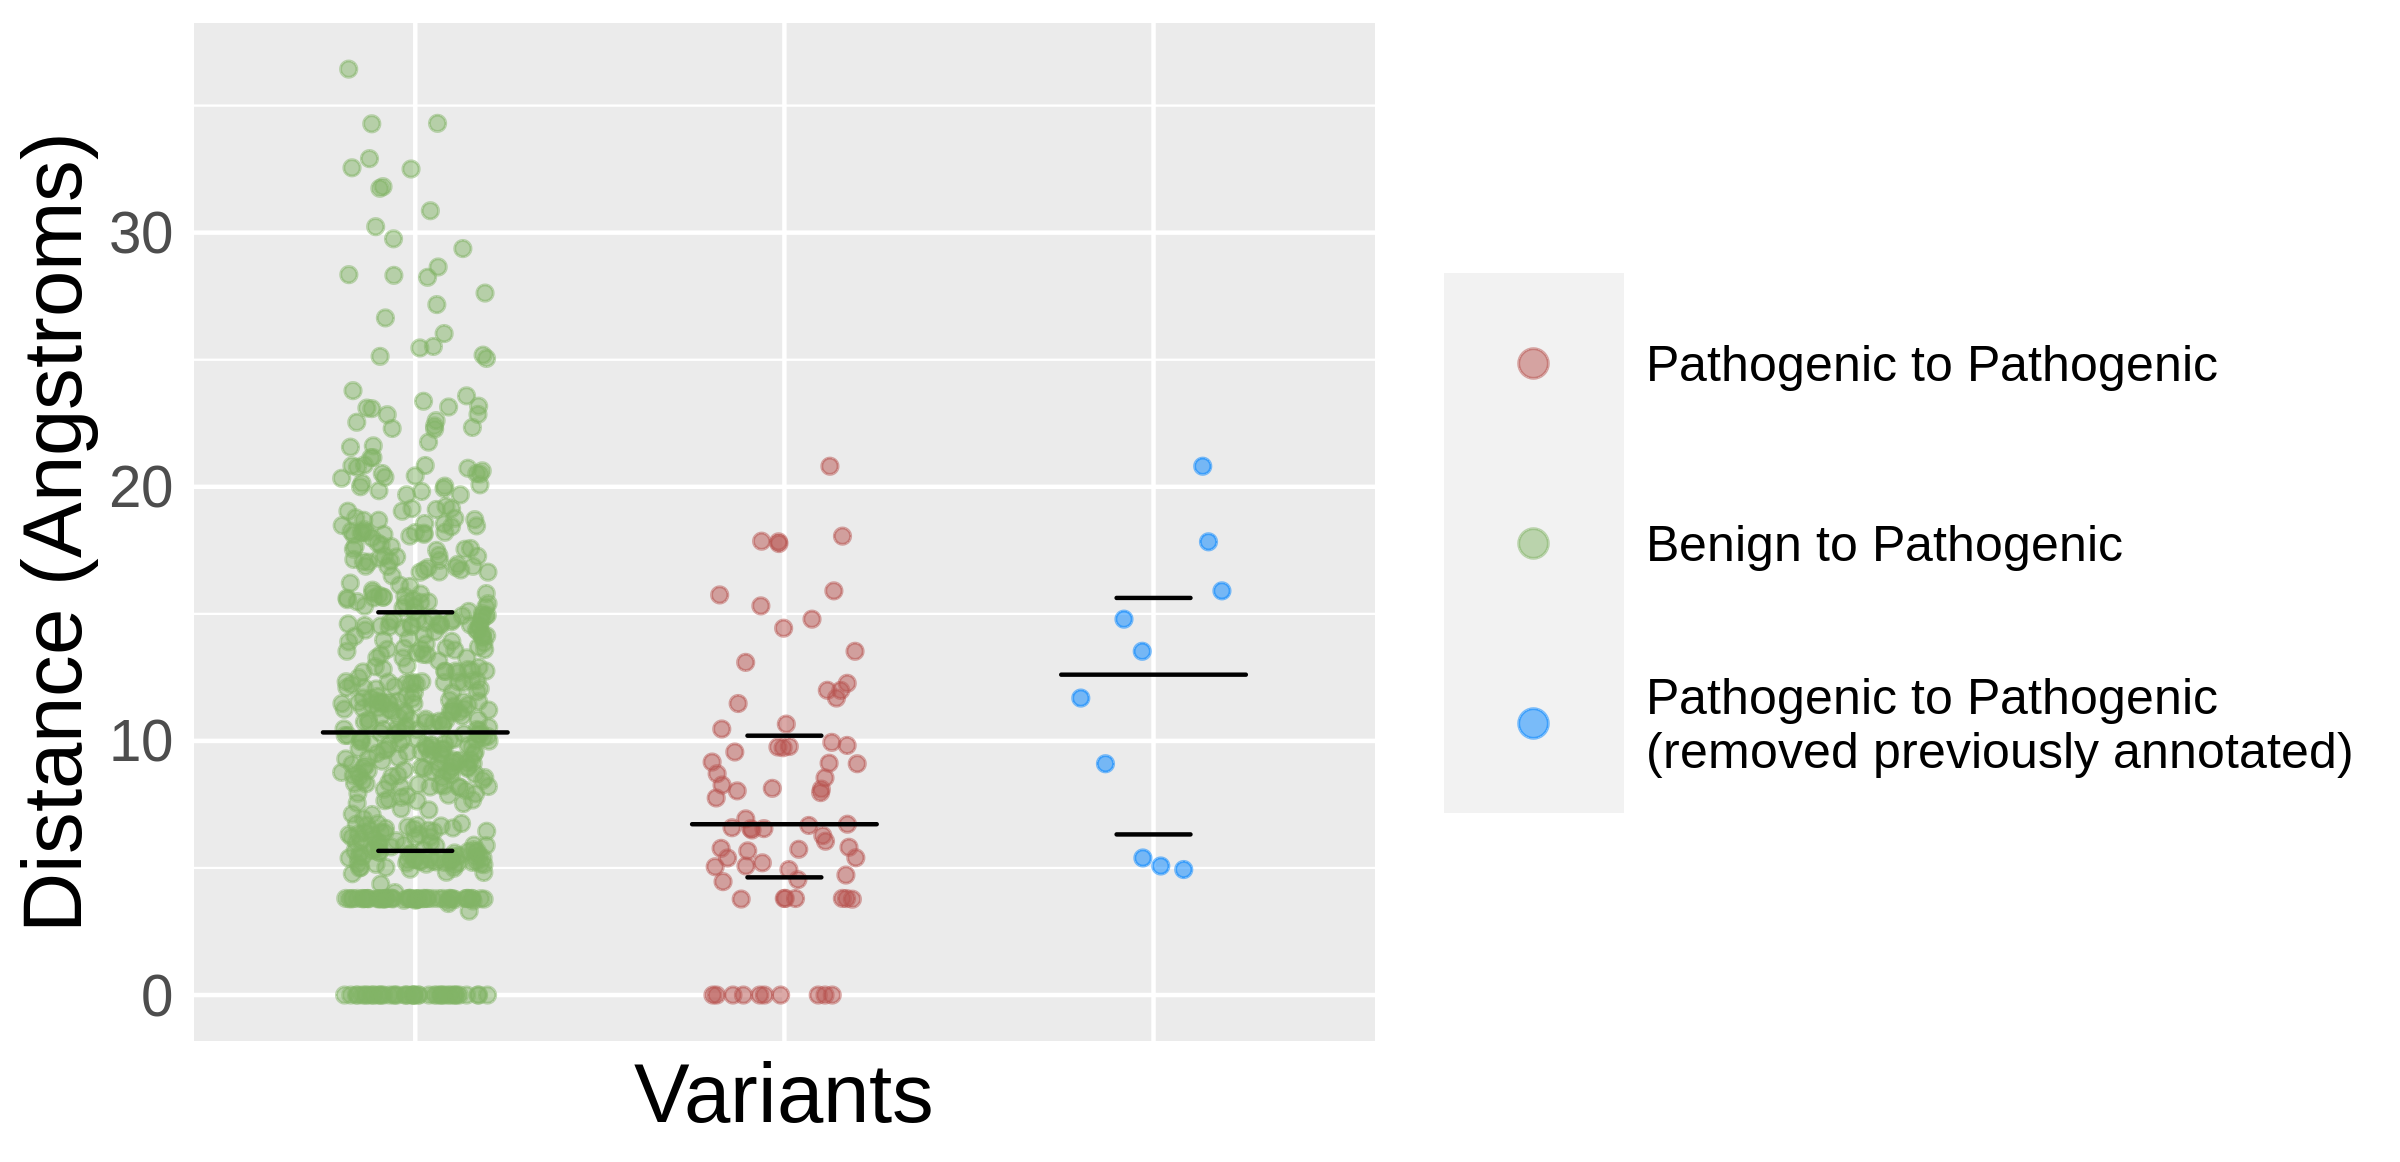 Distance (Angstroms)
30
20
10
0
Variants
Pathogenic to Pathogenic
Benign to Pathogenic
Pathogenic to Pathogenic
(removed previously annotated)